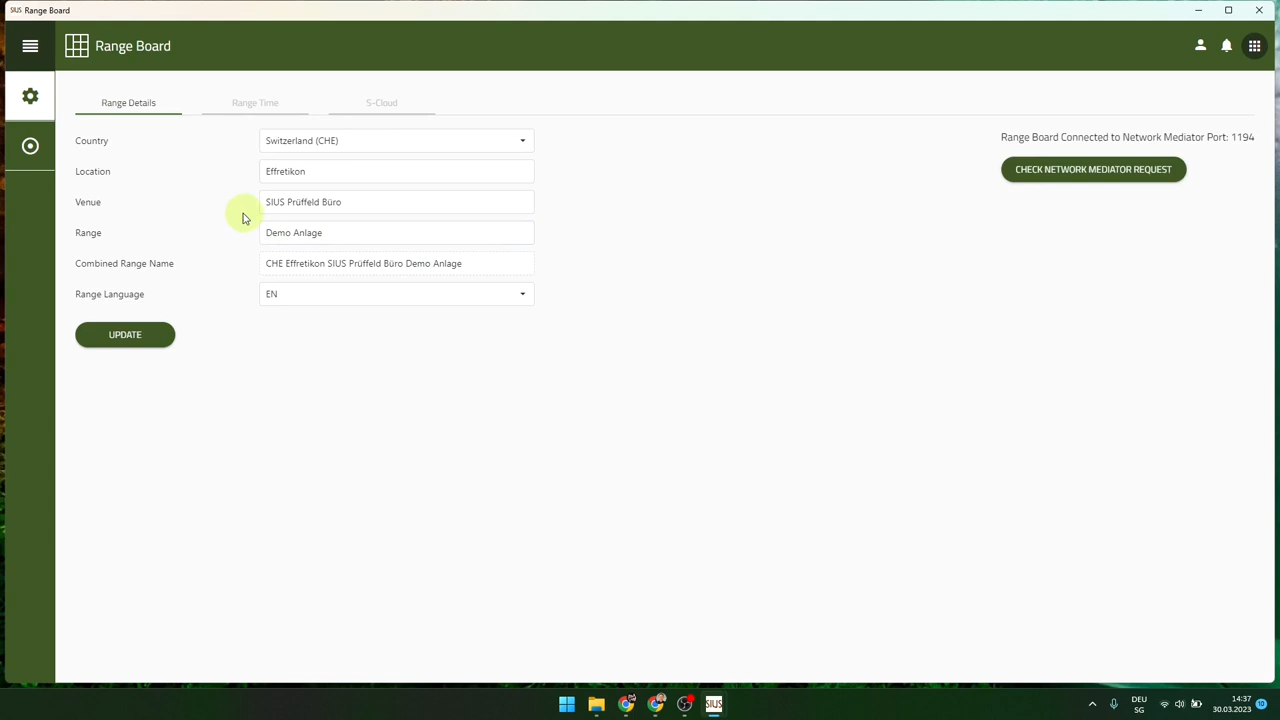 SIUS Range Board
Range Board
Range Details Range Time S-Cloud
Country Switzerland (CHE)
Location Effretikon
Venue SIUS Prüffeld Büro
Range Demo Anlage
Combined Range Name CHE Effretikon SIUS Prüffeld Büro Demo Anlage
Range Language EN
UPDATE
Range Board Connected to Network Mediator Port: 1194
CHECK NETWORK MEDIATOR REQUEST
SIUS
DEU
SG
14:37
30.03.2023
10